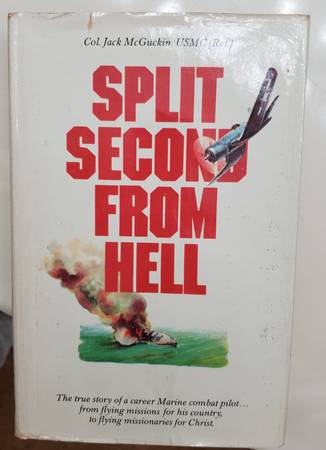 Col. Jack McGuckin USMC (Ret)
SPLIT
SECOND
FROM
HELL
The true story of a career Marine combat pilot...
from flying missions for his country,
to flying missionaries for Christ.